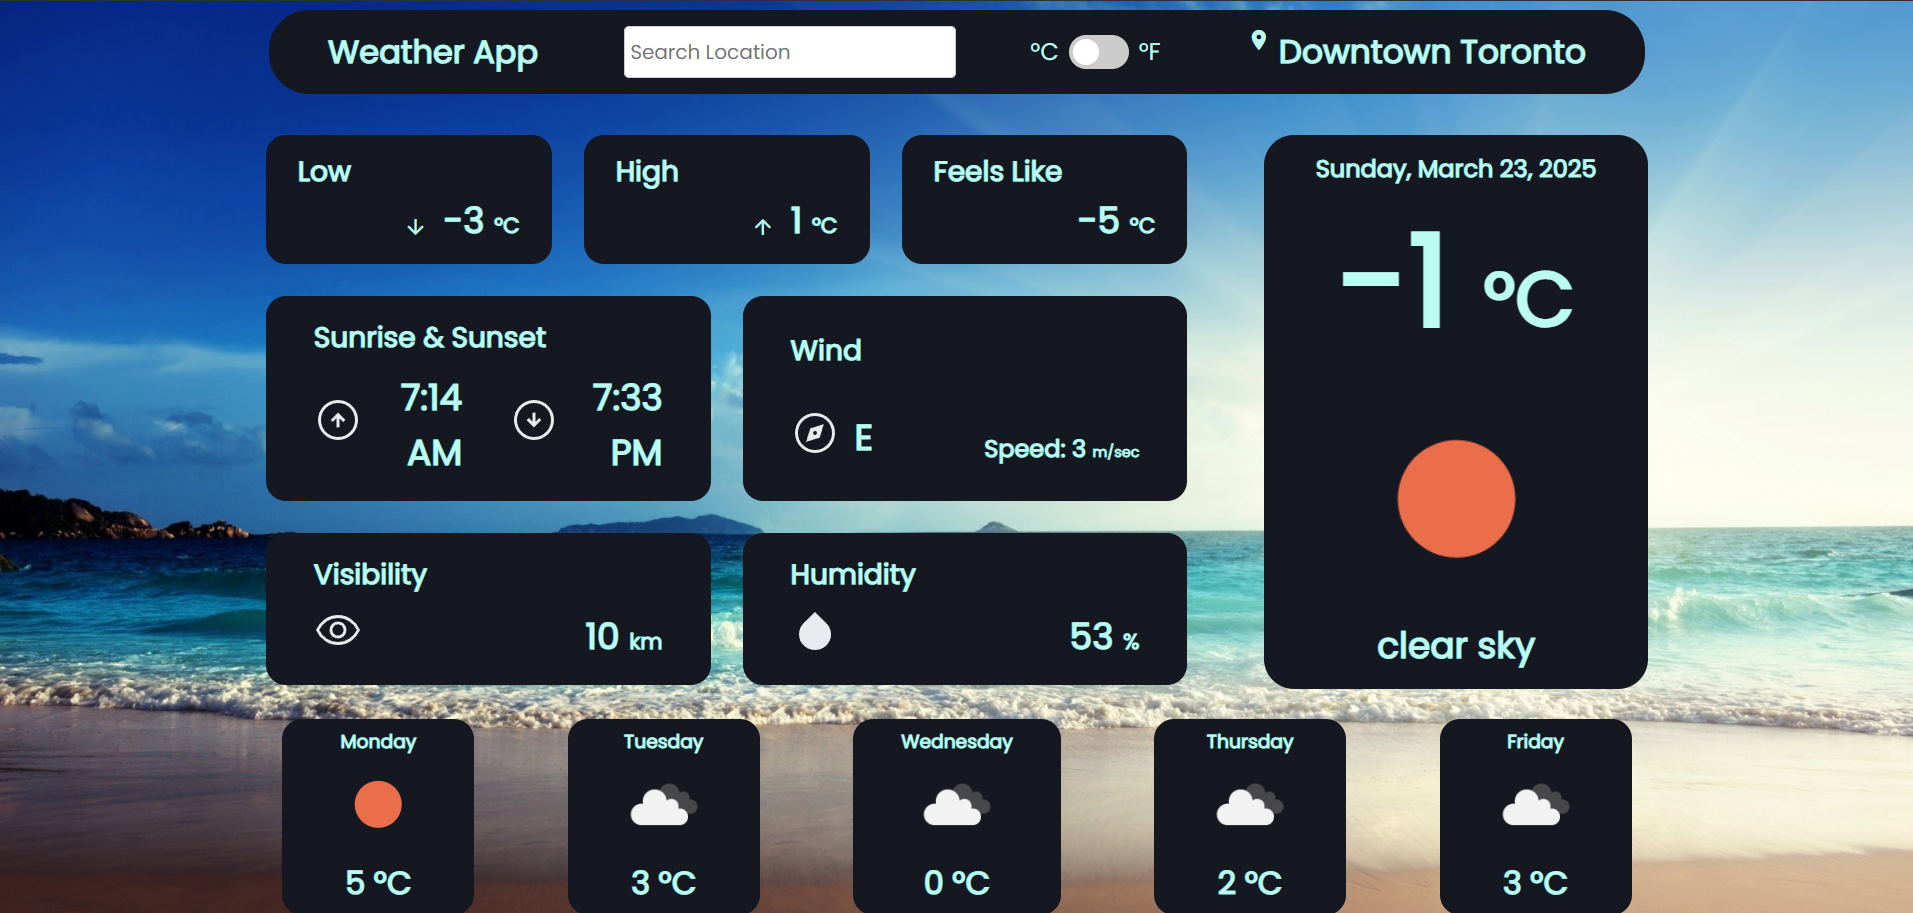 Weather App
Search Location
°C
°F
Downtown Toronto
Low
-3 °C
High
1 °C
Feels Like
-5 °C
Sunday, March 23, 2025
-1 °C
clear sky
Sunrise & Sunset
7:14
AM
7:33
PM
Wind
E
Speed: 3 m/sec
Visibility
10 km
Humidity
53 %
Monday
5 °C
Tuesday
3 °C
Wednesday
0 °C
Thursday
2 °C
Friday
3 °C